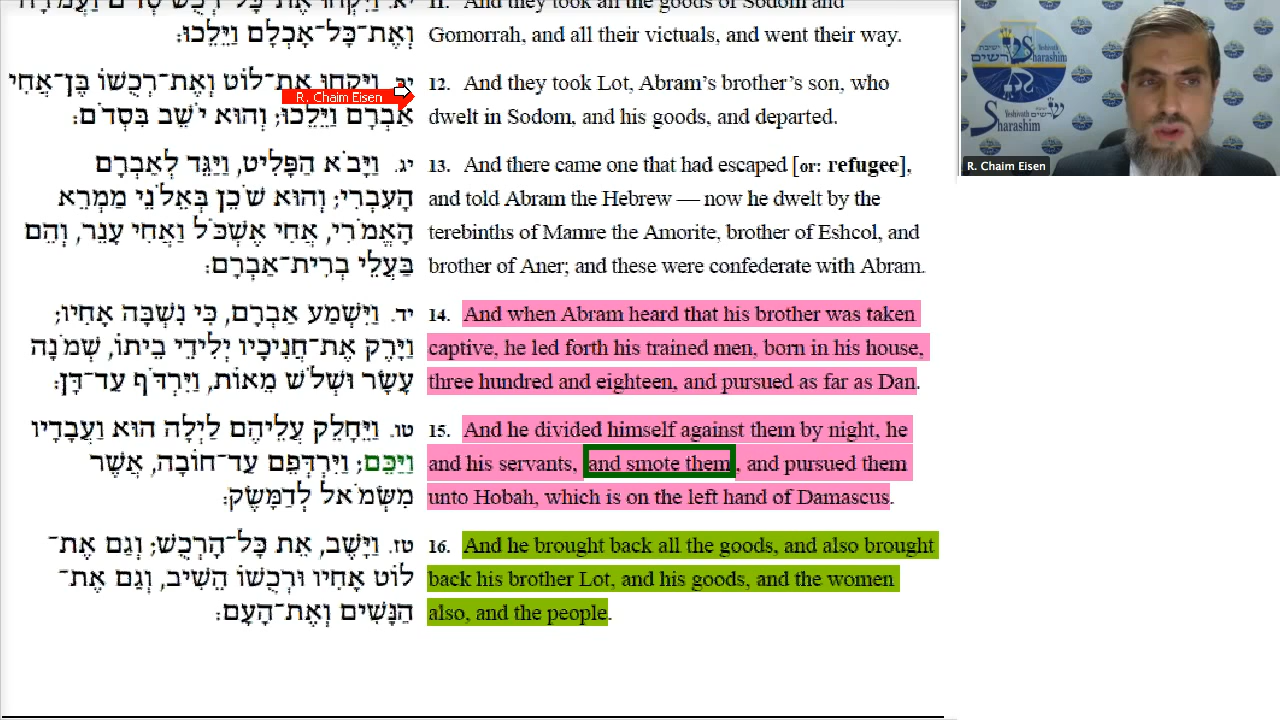 11. And they took all the goods of Sodom and
וְאֶת־כָּל־אָכְלָם וַיֵּלֵכוּ׃
Gomorrah, and all their victuals, and went their way.
יב. וַיִּקְחוּ אֶת־לוֹט וְאֶת־רְכֻשׁוֹ בֶּן־אֲחִי
אַבְרָם וַיֵּלֵכוּ; וְהוּא יֹשֵׁב בִּסְדֹם׃
R. Chaim Eisen
12. And they took Lot, Abram's brother's son, who
dwelt in Sodom, and his goods, and departed.
יג. וַיָּבֹא הַפָּלִיט, וַיַּגֵּד לְאַבְרָם
הָעִבְרִי; וְהוּא שֹׁכֵן בְּאֵלֹנֵי מַמְרֵא
הָאֱמֹרִי, אֲחִי אֶשְׁכֹּל וַאֲחִי עָנֵר, וְהֵם
בַּעֲלֵי בְרִית־אַבְרָם׃
13. And there came one that had escaped [or: refugee],
and told Abram the Hebrew — now he dwelt by the
terebinths of Mamre the Amorite, brother of Eshcol, and
brother of Aner; and these were confederate with Abram.
יד. וַיִּשְׁמַע אַבְרָם, כִּי נִשְׁבָּה אָחִיו;
וַיָּרֶק אֶת־חֲנִיכָיו יְלִידֵי בֵיתוֹ, שְׁמֹנָה
עָשָׂר וּשְׁלֹשׁ מֵאוֹת, וַיִּרְדֹּף עַד־דָּן׃
14. And when Abram heard that his brother was taken
captive, he led forth his trained men, born in his house,
three hundred and eighteen, and pursued as far as Dan.
טו. וַיֵּחָלֵק עֲלֵיהֶם לַיְלָה הוּא וַעֲבָדָיו
וַיַּכֵּם; וַיִּרְדְּפֵם עַד־חוֹבָה, אֲשֶׁר
מִשְּׂמֹאל לְדַמָּשֶׂק׃
15. And he divided himself against them by night, he
and his servants, and smote them, and pursued them
unto Hobah, which is on the left hand of Damascus.
טז. וַיָּשֶׁב, אֵת כָּל־הָרְכֻשׁ; וְגַם אֶת־
לוֹט אָחִיו וּרְכֻשׁוֹ הֵשִׁיב, וְגַם אֶת־
הַנָּשִׁים וְאֶת־הָעָם׃
16. And he brought back all the goods, and also brought
back his brother Lot, and his goods, and the women
also, and the people.
ישיבת
שרשים
Yeshivath
Sharashim
Yeshivath
Sharashim
R. Chaim Eisen